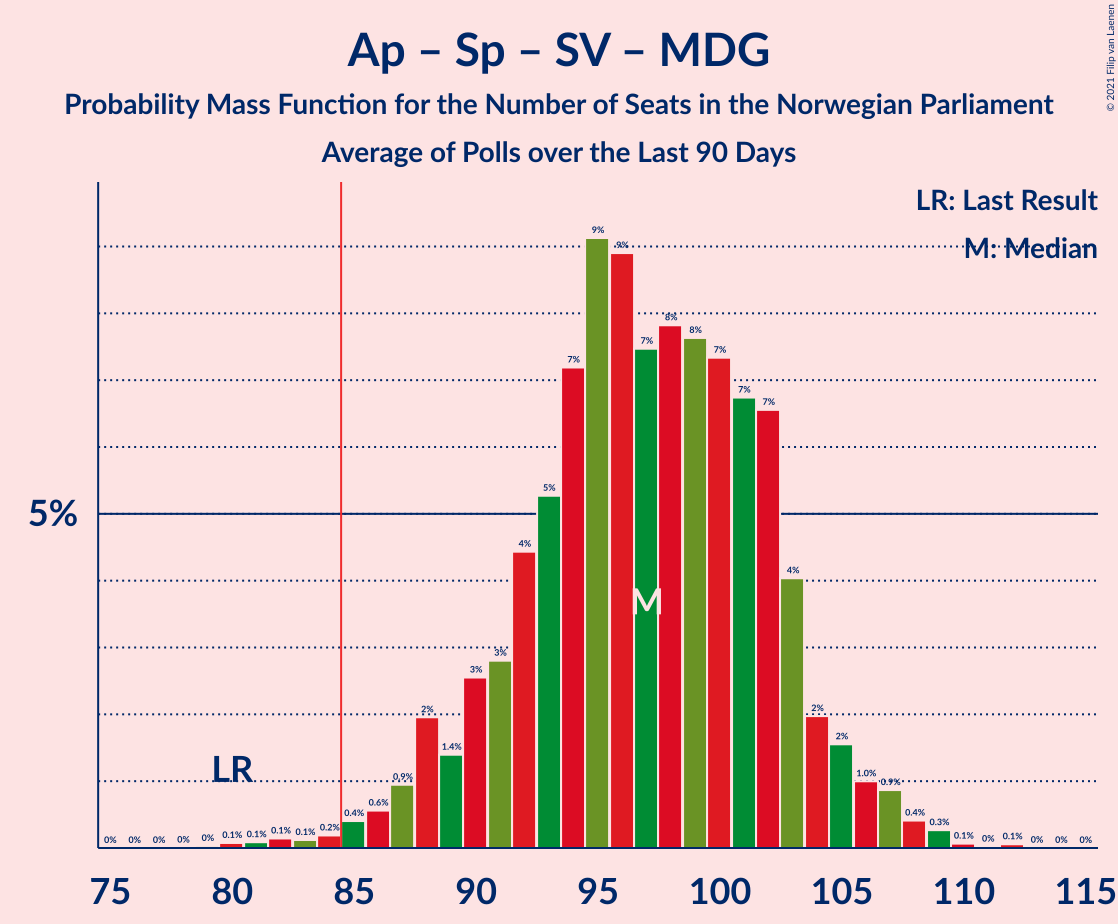 Ap – Sp – SV – MDG
Probability Mass Function for the Number of Seats in the Norwegian Parliament
Average of Polls over the Last 90 Days
© 2021 Filip van Laenen
LR: Last Result
M: Median
5%
LR
M
0% 0% 0% 0% 0% 0.1% 0.1% 0.1% 0.1% 0.2% 0.4% 0.6% 0.9% 2% 1.4% 3% 3% 4% 5% 7% 9% 9% 7% 8% 8% 7% 7% 7% 4% 2% 2% 1.0% 0.9% 0.4% 0.3% 0.1% 0% 0.1% 0% 0% 0%
75 80 85 90 95 100 105 110 115